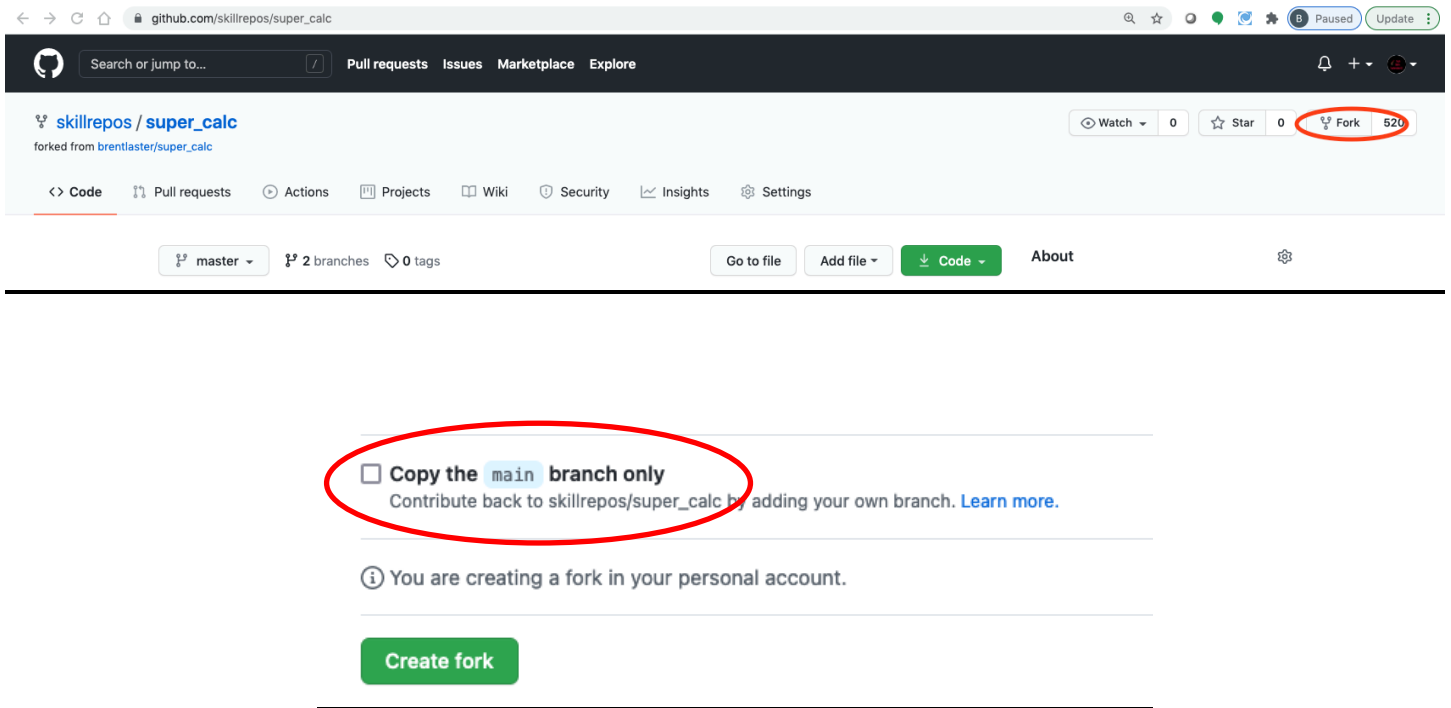 github.com/skillrepos/super_calc B Paused Update
Search or jump to... / Pull requests Issues Marketplace Explore
skillrepos / super_calc Watch 0 Star 0 Fork 520
forked from brentlaster/super_calc
<> Code Pull requests Actions Projects Wiki Security Insights Settings
master 2 branches 0 tags Go to file Add file Code About
Copy the main branch only
Contribute back to skillrepos/super_calc by adding your own branch. Learn more.
You are creating a fork in your personal account.
Create fork